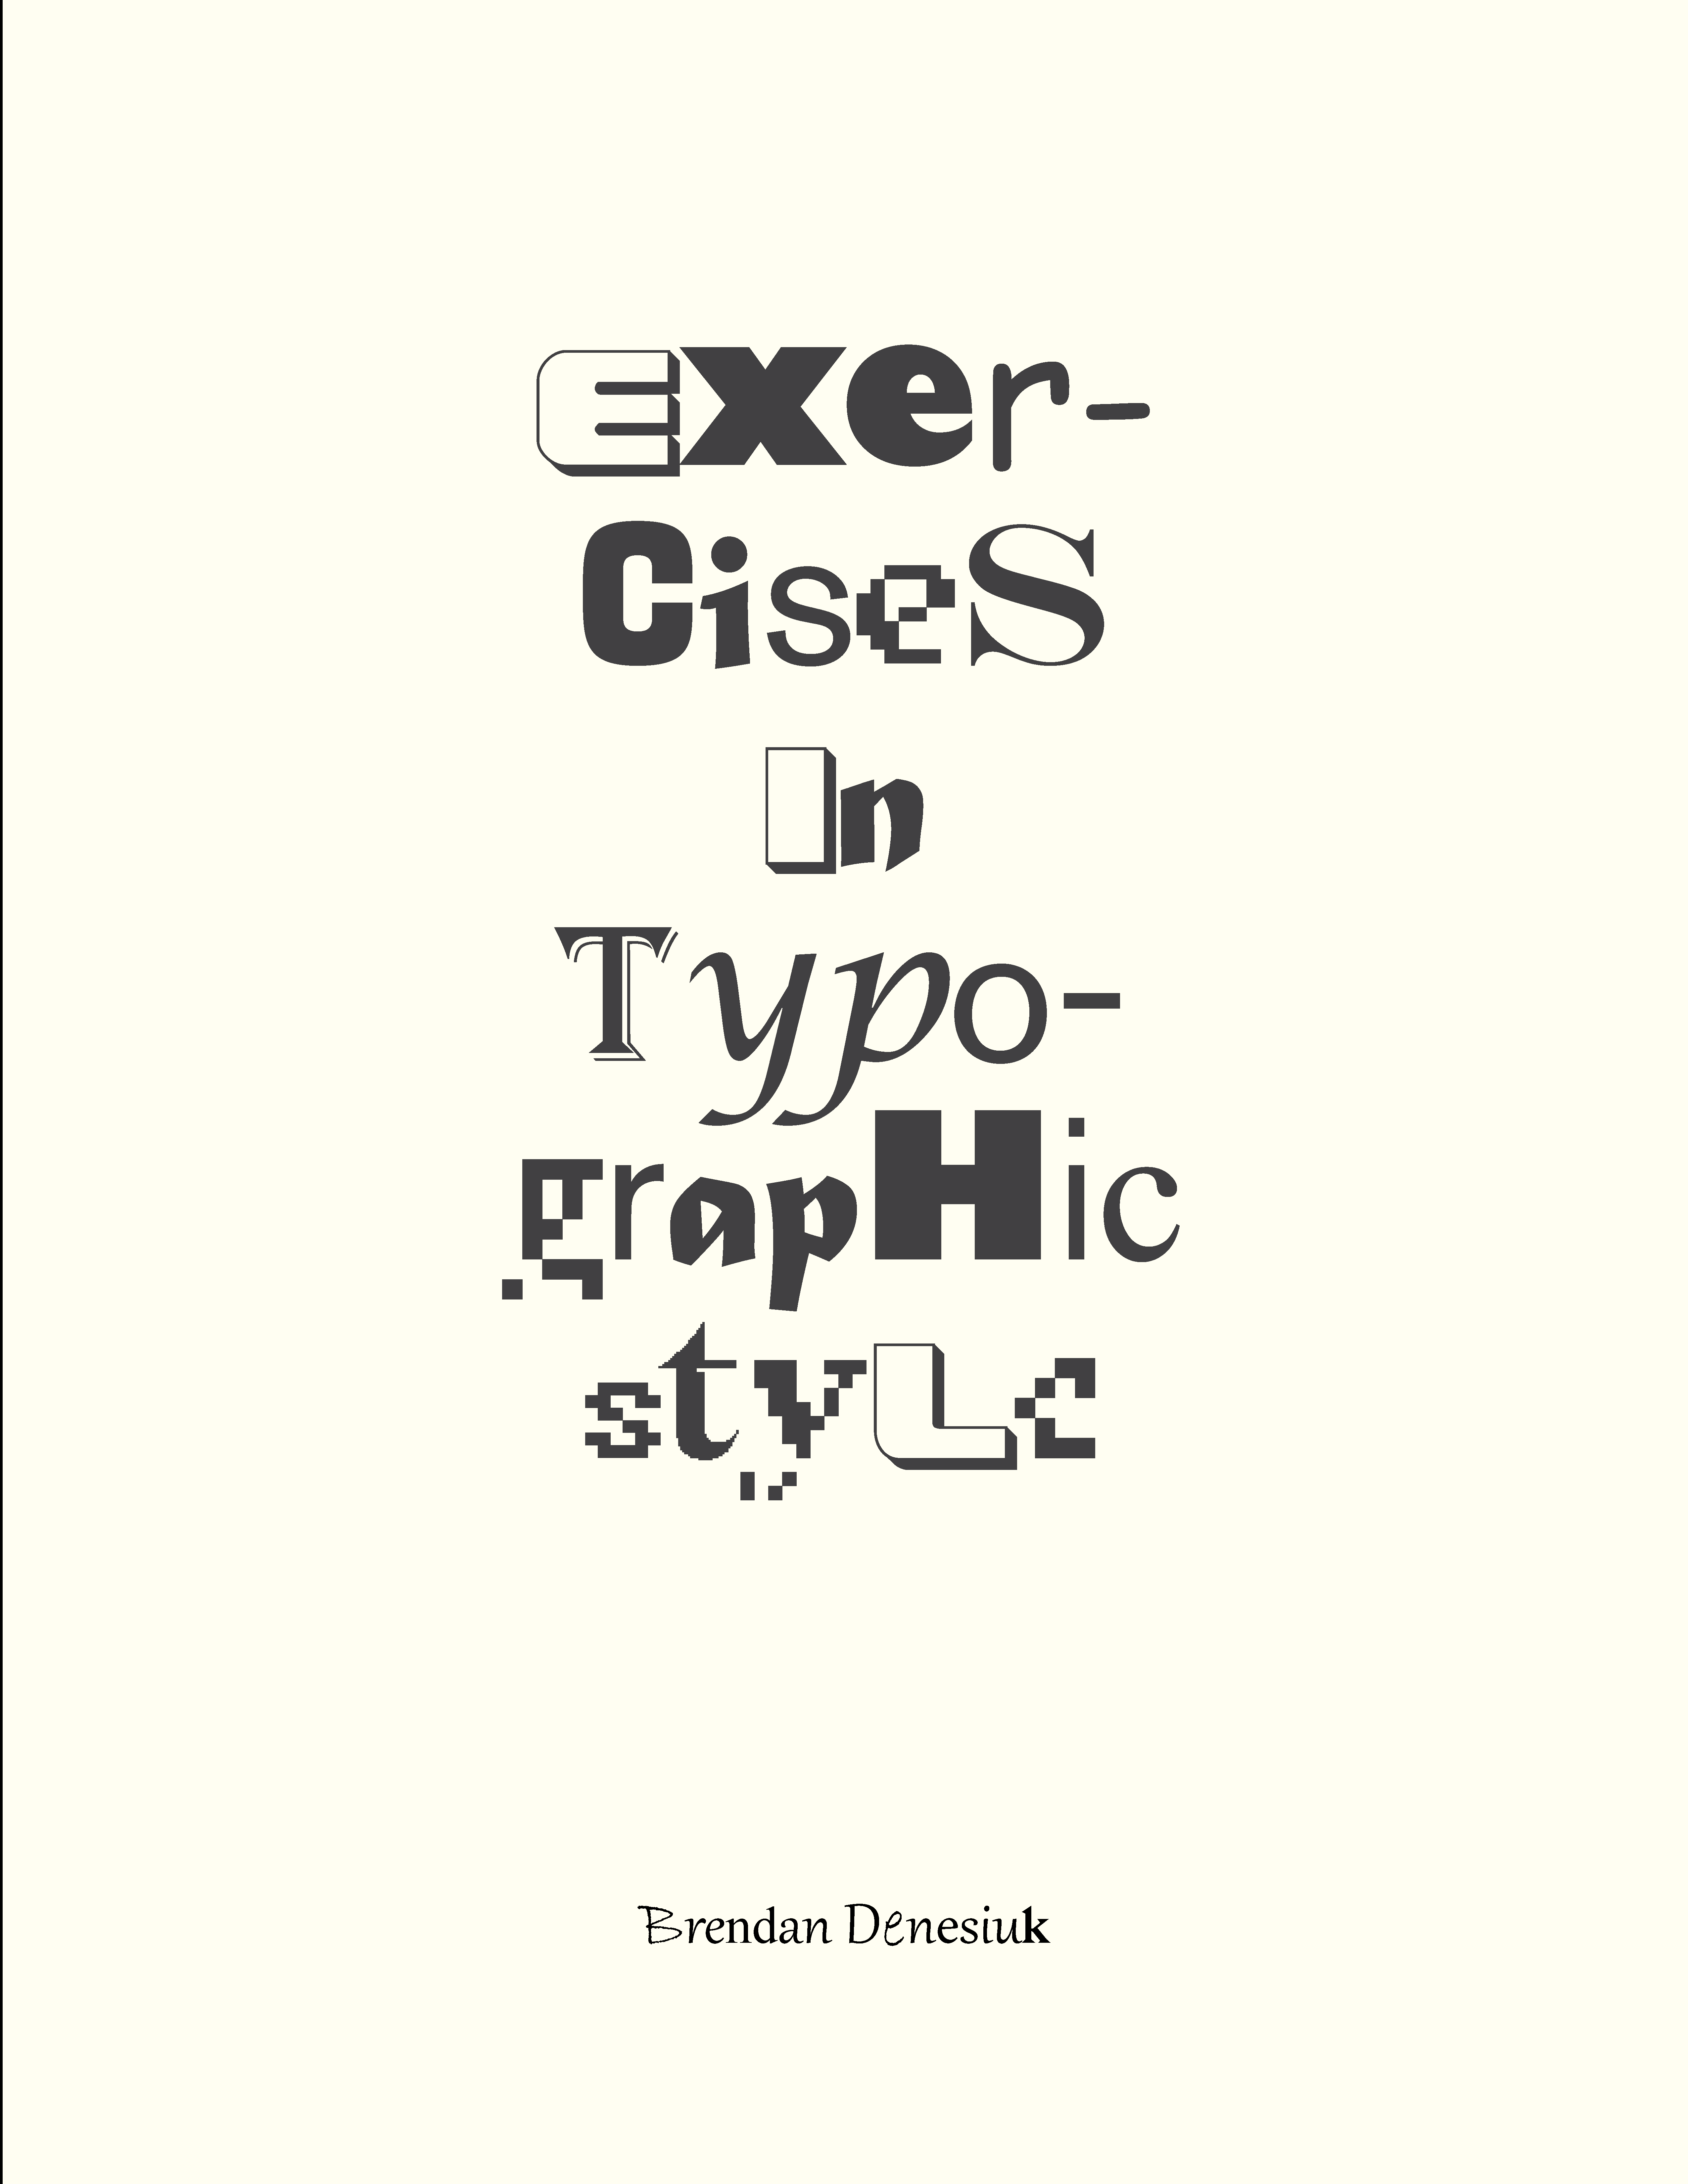 Exer-
CiseS
In
Typo-
grapHic
styLe
Brendan Denesiuk